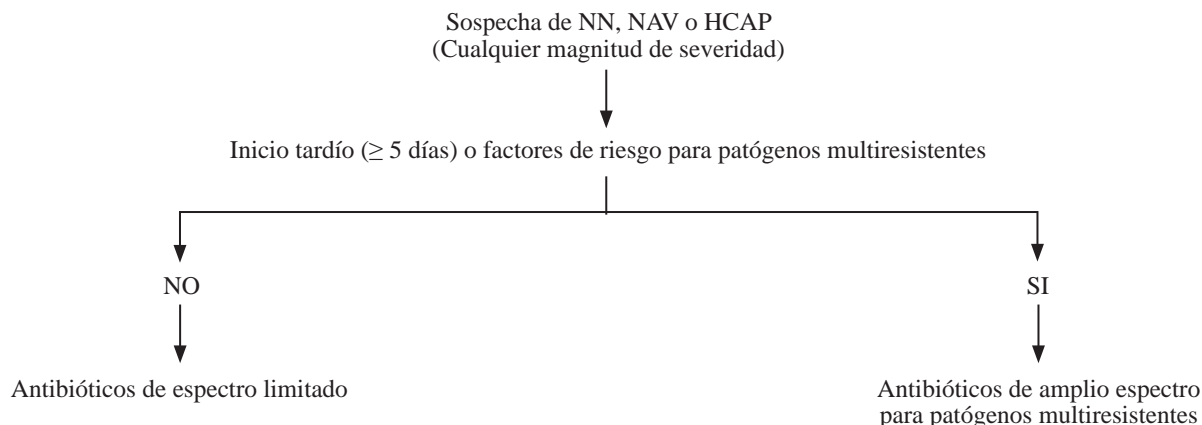 Sospecha de NN, NAV o HCAP
(Cualquier magnitud de severidad)
Inicio tardío (≥ 5 días) o factores de riesgo para patógenos multiresistentes
NO
SI
Antibióticos de espectro limitado
Antibióticos de amplio espectro
para patógenos multiresistentes